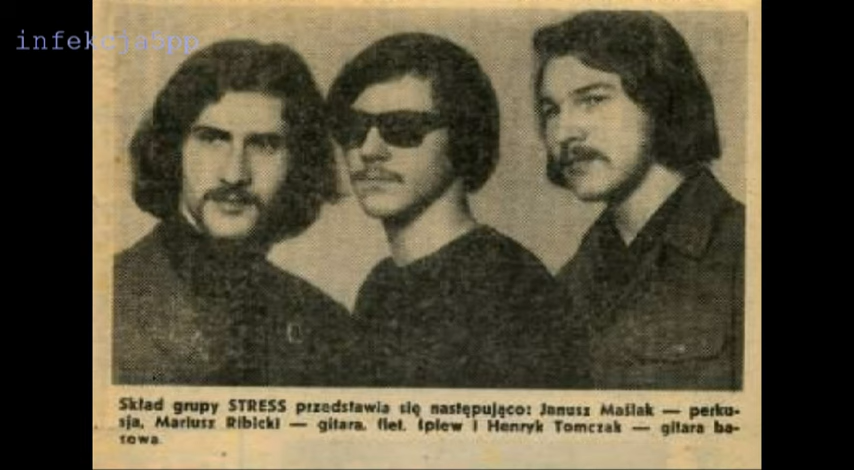 infekcja5pp
Skład grupy STRESS przedstawia się następująco: Janusz Maślak — perku-
sja, Mariusz Ribicki — gitara, flet, śpiew i Henryk Tomczak — gitara ba-
sowa.